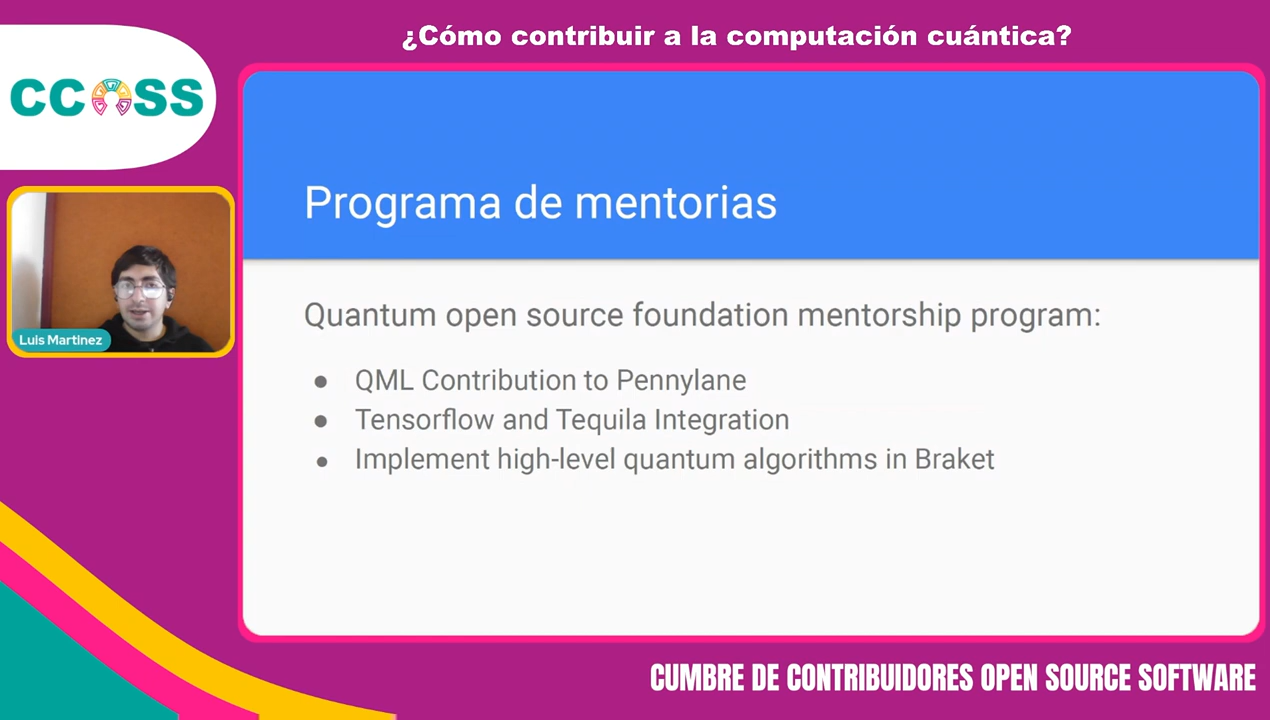 ¿Cómo contribuir a la computación cuántica?
CCOSS
Programa de mentorias
Luis Martinez
Quantum open source foundation mentorship program:
● QML Contribution to Pennylane
● Tensorflow and Tequila Integration
● Implement high-level quantum algorithms in Braket
CUMBRE DE CONTRIBUIDORES OPEN SOURCE SOFTWARE